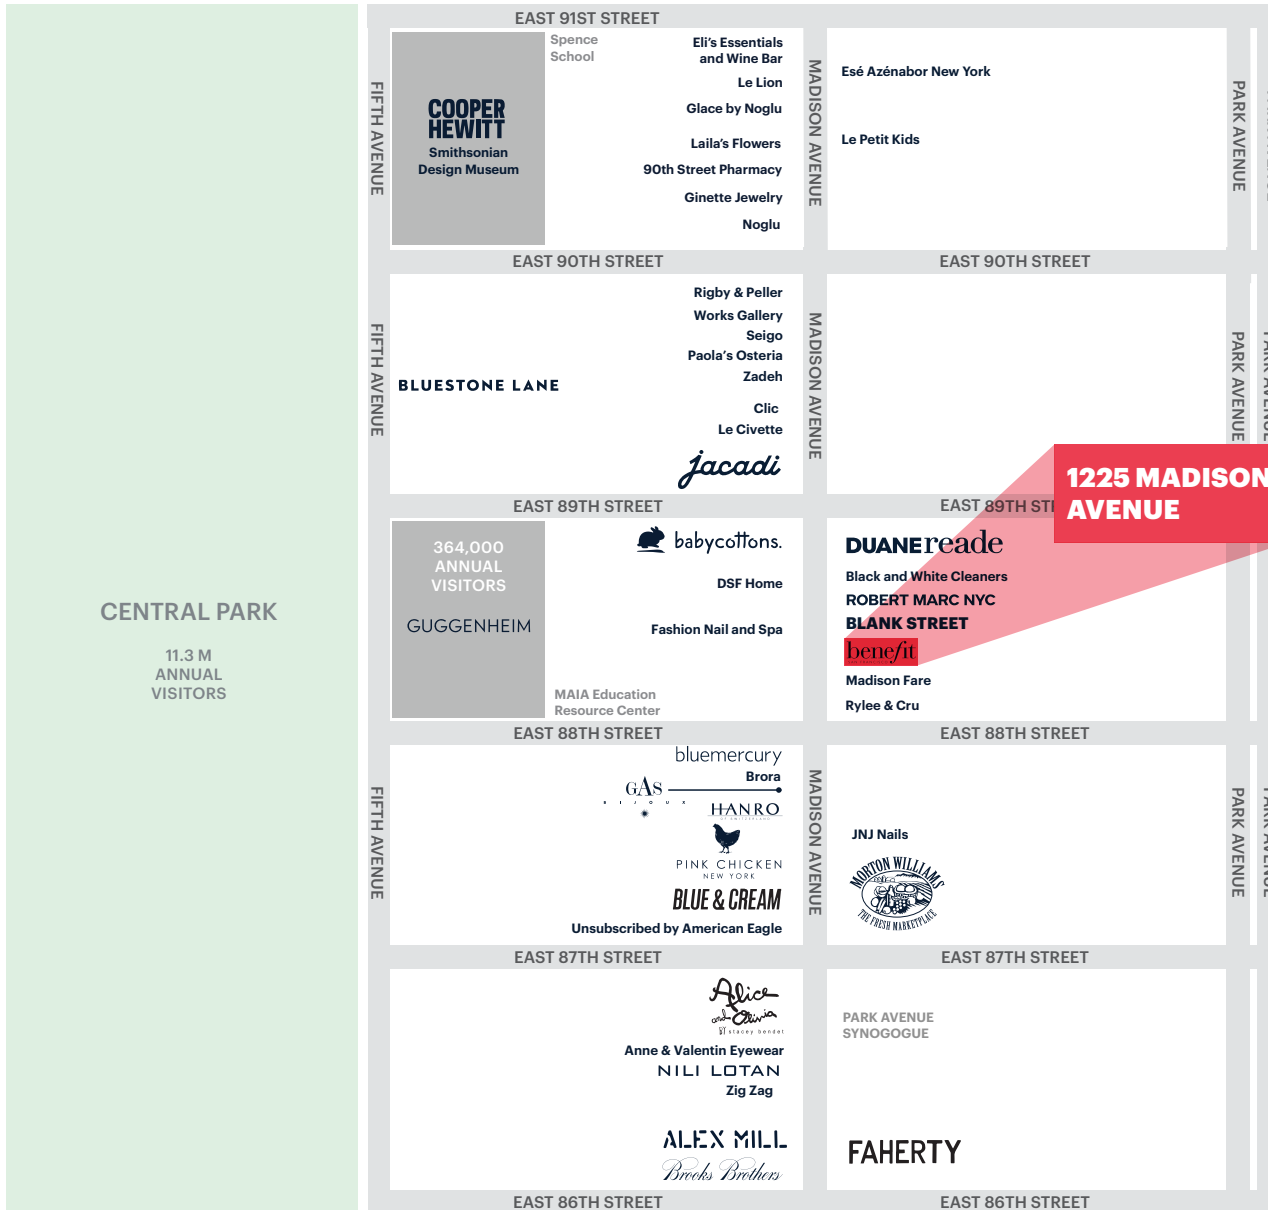 EAST 91ST STREET
FIFTH AVENUE
COOPER
HEWITT
Smithsonian
Design Museum
Spence
School
Eli's Essentials
and Wine Bar
Le Lion
Glace by Noglu
Laila's Flowers
90th Street Pharmacy
Ginette Jewelry
Noglu
MADISON AVENUE
Esé Azénabor New York
Le Petit Kids
PARK AVENUE
EAST 90TH STREET
EAST 90TH STREET
FIFTH AVENUE
BLUESTONE LANE
Rigby & Peller
Works Gallery
Seigo
Paola's Osteria
Zadeh
Clic
Le Civette
jacadi
MADISON AVENUE
PARK AVENUE
PARK AVENUE
1225 MADISON
AVENUE
EAST 89TH STREET
EAST 89TH ST
CENTRAL PARK
11.3 M
ANNUAL
VISITORS
364,000
ANNUAL
VISITORS
GUGGENHEIM
babycottons.
DSF Home
Fashion Nail and Spa
MAIA Education
Resource Center
DUANEreade
Black and White Cleaners
ROBERT MARC NYC
BLANK STREET
benefit
Madison Fare
Rylee & Cru
EAST 88TH STREET
EAST 88TH STREET
FIFTH AVENUE
bluemercury
Brora
GAS
BIJOUX
HANRO
OF SWITZERLAND
PINK CHICKEN
NEW YORK
BLUE & CREAM
Unsubscribed by American Eagle
MADISON AVENUE
JNJ Nails
MORTON WILLIAMS
THE FRESH MARKETPLACE
PARK AVENUE
PARK AVENUE
EAST 87TH STREET
EAST 87TH STREET
Alice
and Olivia
BY stacey bendet
Anne & Valentin Eyewear
NILI LOTAN
Zig Zag
ALEX MILL
Brooks Brothers
PARK AVENUE
SYNOGOGUE
FAHERTY
EAST 86TH STREET
EAST 86TH STREET